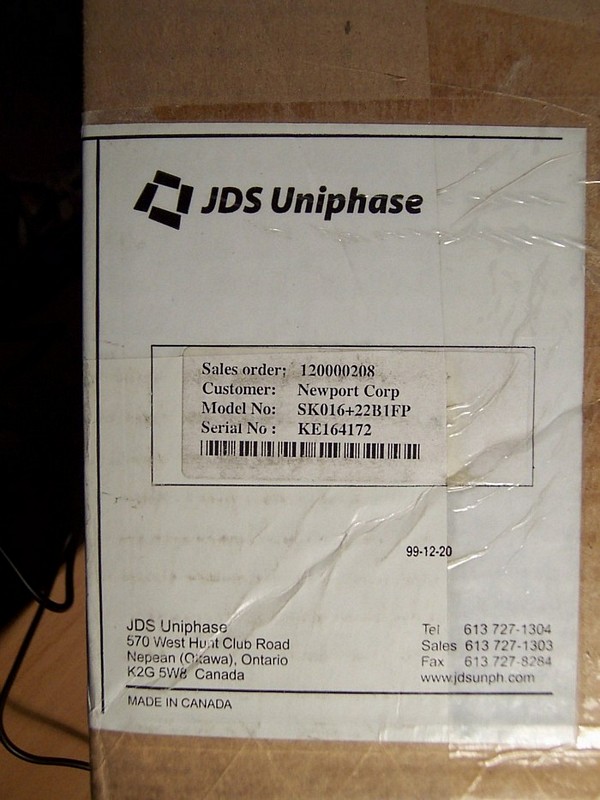 JDS Uniphase
Sales order: 120000208
Customer: Newport Corp
Model No: SK016+22B1FP
Serial No : KE164172
99-12-20
JDS Uniphase
570 West Hunt Club Road
Nepean (Ottawa), Ontario
K2G 5W8 Canada
Tel 613 727-1304
Sales 613 727-1303
Fax 613 727-8284
www.jdsunph.com
MADE IN CANADA